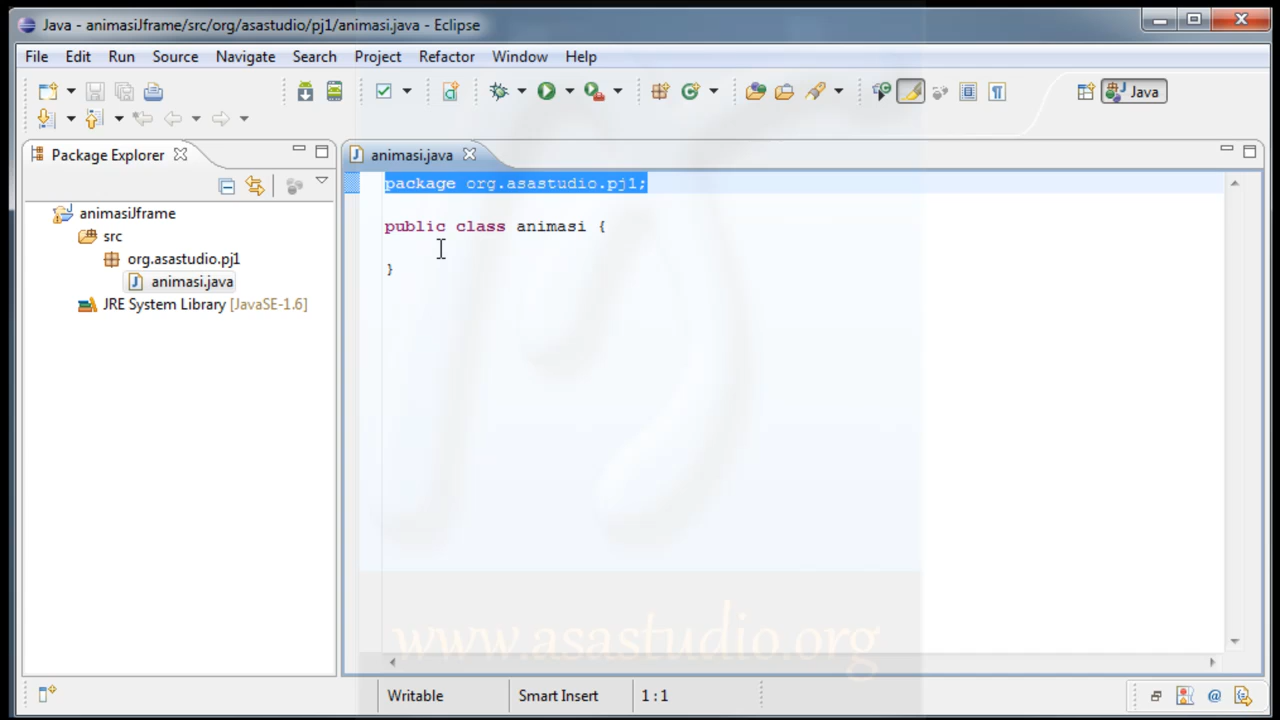 Java - animasiJframe/src/org/asastudio/pj1/animasi.java - Eclipse
File Edit Run Source Navigate Search Project Refactor Window Help
Java
Package Explorer
animasiJframe
src
org.asastudio.pj1
animasi.java
JRE System Library [JavaSE-1.6]
animasi.java
package org.asastudio.pj1;
public class animasi {
}
www.asastudio.org
Writable Smart Insert 1 : 1